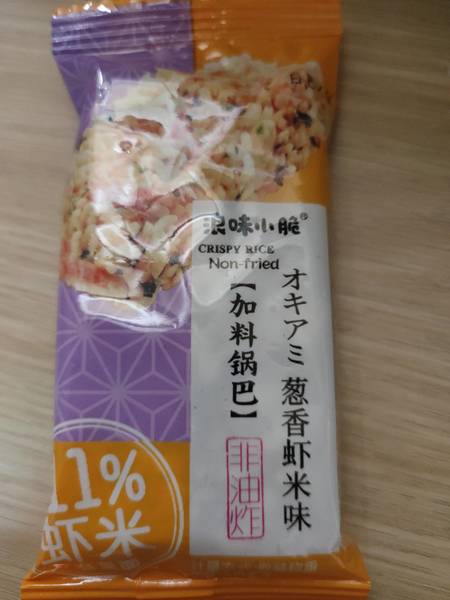 浪味小脆®
CRISPY RICE
Non-fried
オキアミ 葱香虾米味
【加料锅巴】
非油炸
11%
虾米